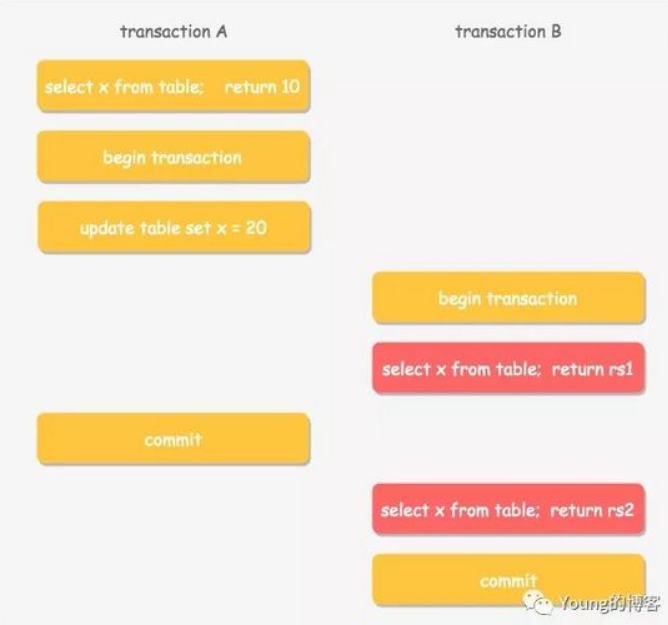 transaction A
transaction B
select x from table; return 10
begin transaction
update table set x = 20
begin transaction
select x from table; return rs1
commit
select x from table; return rs2
commit
Young的博客